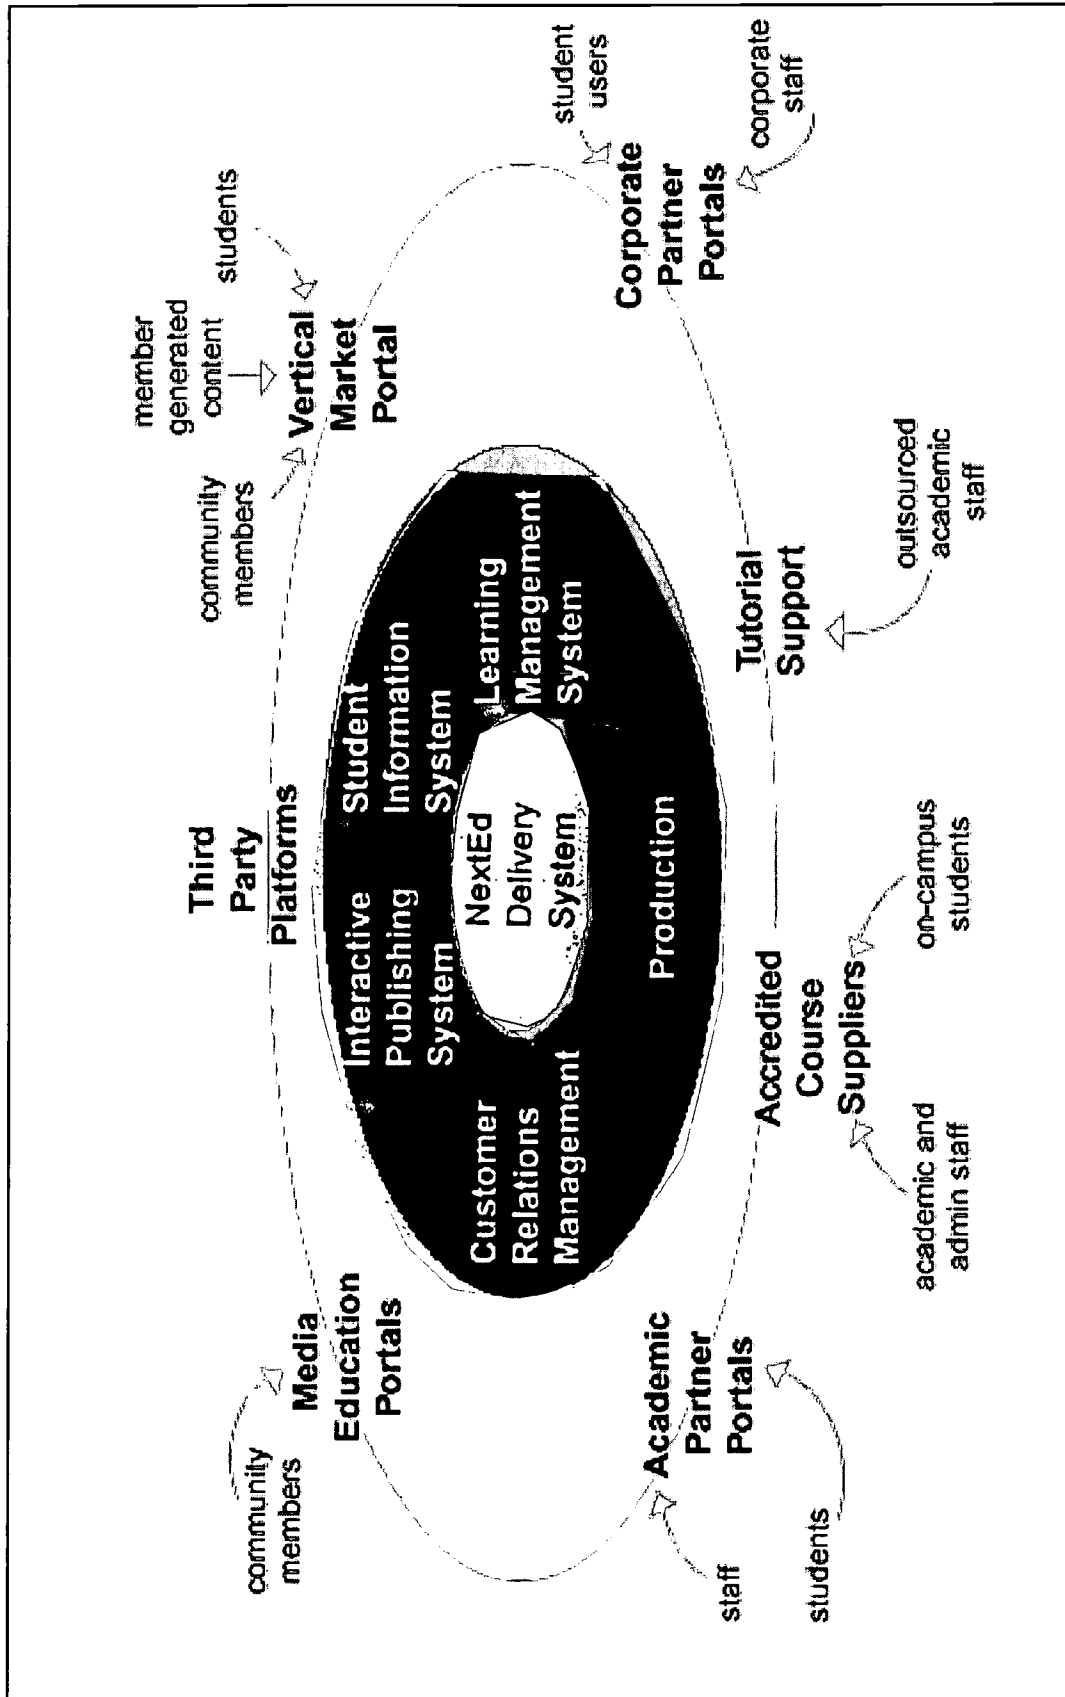 Third
Party
Platforms
community
members
Media
Education
Portals
community
members
member
generated
content
students
Vertical
Market
Portal
Interactive
Publishing
System
Student
Information
System
Customer
Relations
Management
NextEd
Delivery
System
Learning
Management
System
Production
staff
students
Academic
Partner
Portals
Accredited
Course
Suppliers
academic and
admin staff
on-campus
students
Tutorial
Support
outsourced
academic
staff
Corporate
Partner
Portals
student
users
corporate
staff